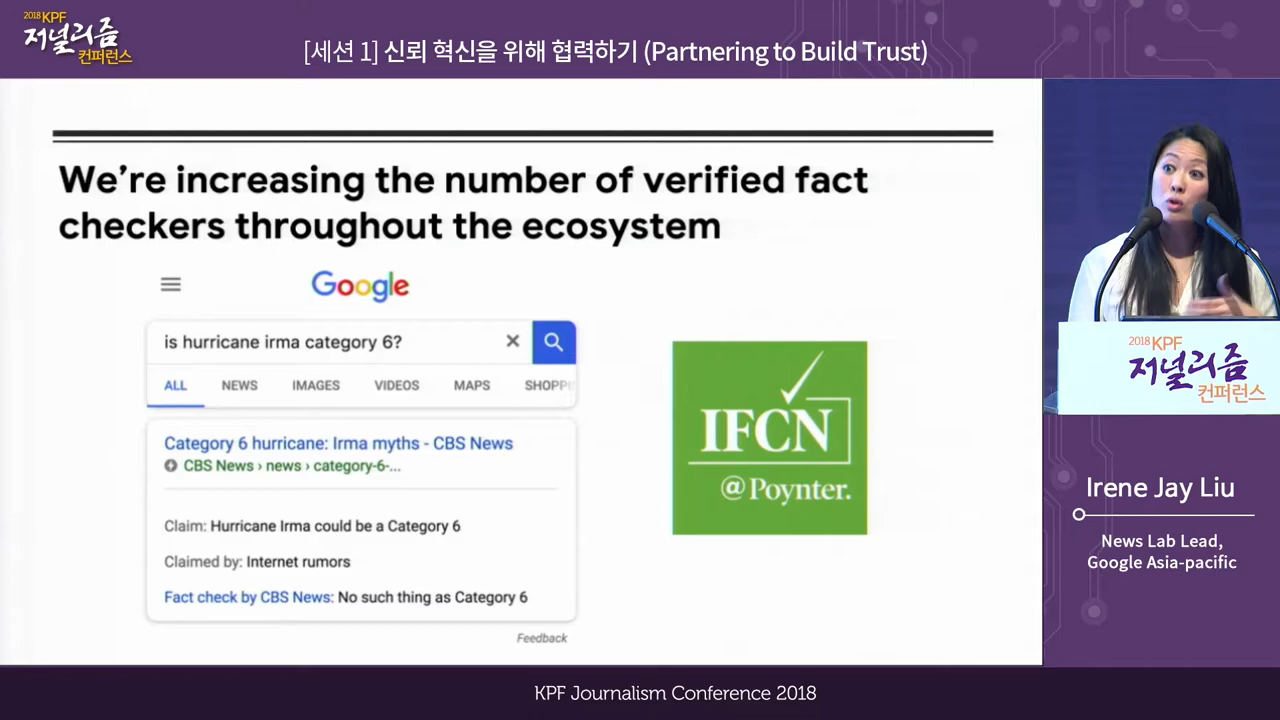 2018 KPF
저널리즘
컨퍼런스
[세션 1] 신뢰 혁신을 위해 협력하기 (Partnering to Build Trust)
We're increasing the number of verified fact
checkers throughout the ecosystem
Google
is hurricane irma category 6?
ALL NEWS IMAGES VIDEOS MAPS SHOPPI
Category 6 hurricane: Irma myths - CBS News
CBS News › news › category-6-...
Claim: Hurricane Irma could be a Category 6
Claimed by: Internet rumors
Fact check by CBS News: No such thing as Category 6
Feedback
IFCN
@Poynter.
2018 KPF
저널리즘
컨퍼런스
Irene Jay Liu
News Lab Lead,
Google Asia-pacific
KPF Journalism Conference 2018